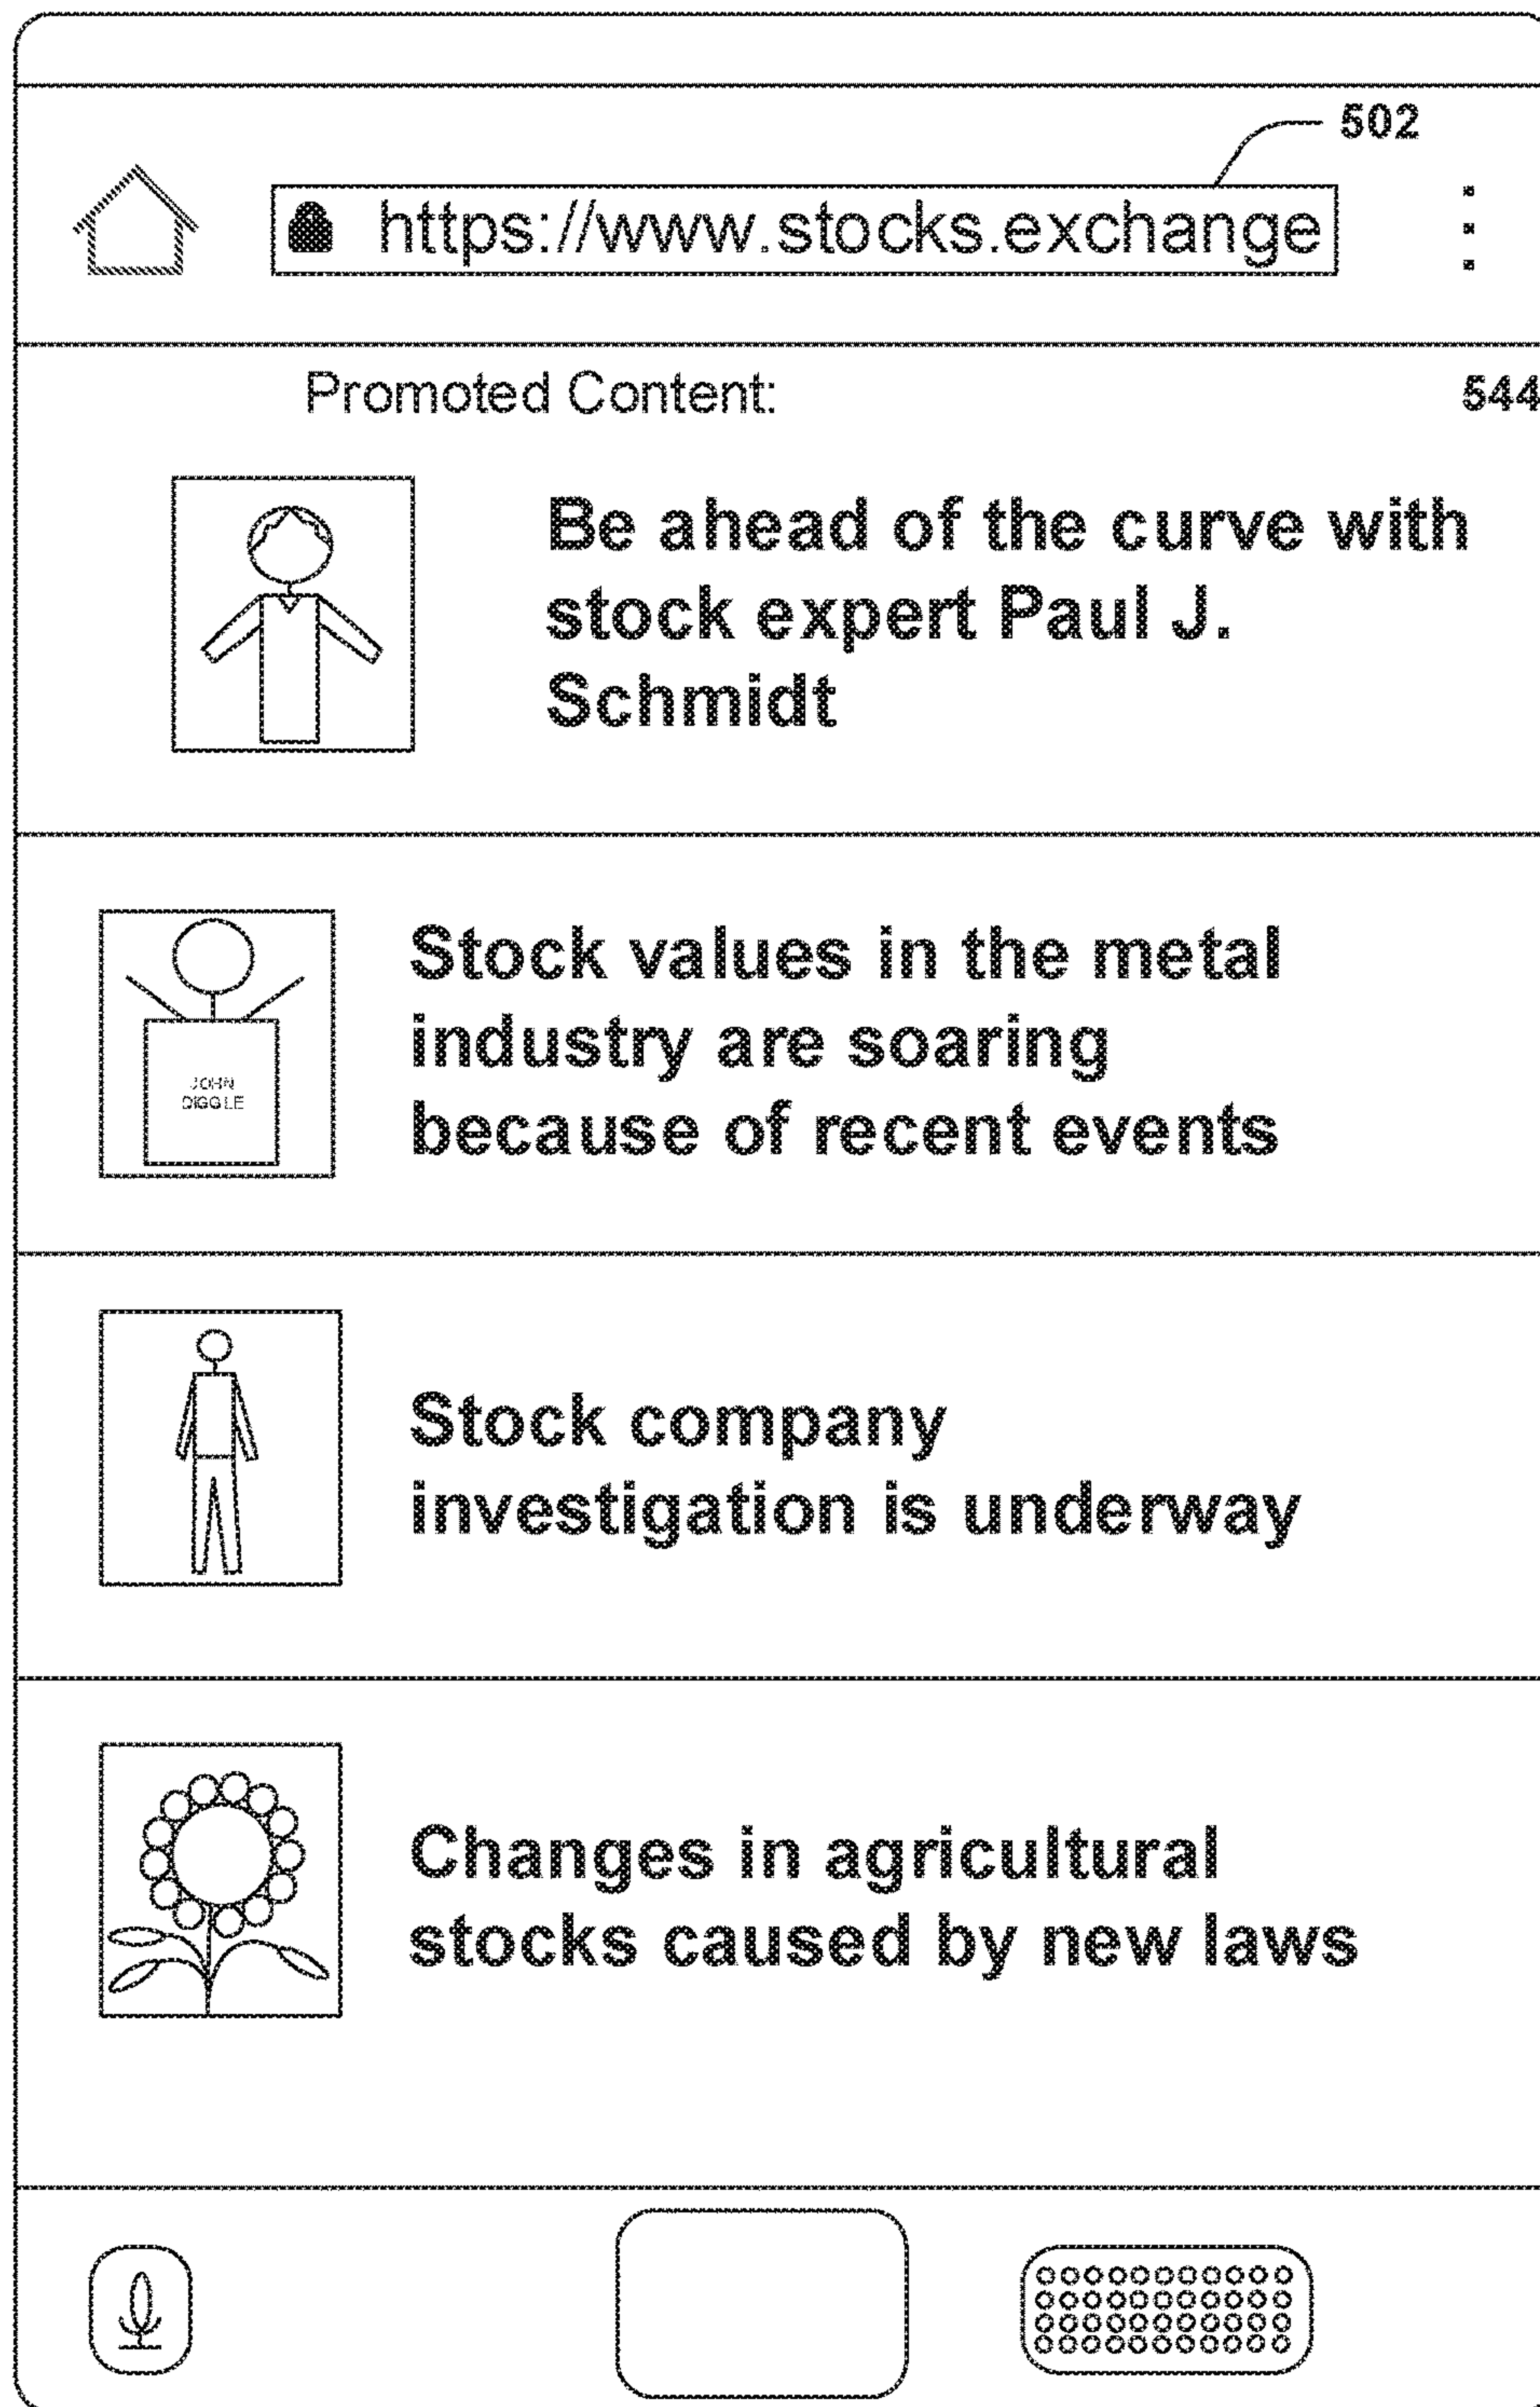 502
https://www.stocks.exchange
Promoted Content:
544
Be ahead of the curve with
stock expert Paul J.
Schmidt
JOHN
DIGGLE
Stock values in the metal
industry are soaring
because of recent events
Stock company
investigation is underway
Changes in agricultural
stocks caused by new laws